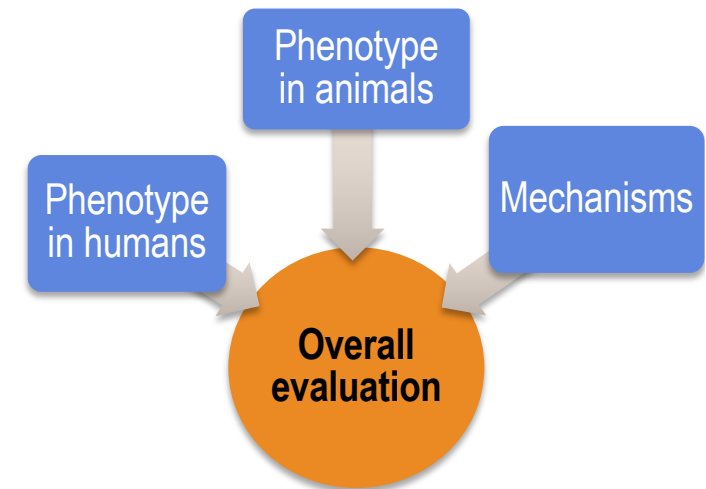 Phenotype
in animals
Phenotype
in humans
Mechanisms
Overall
evaluation